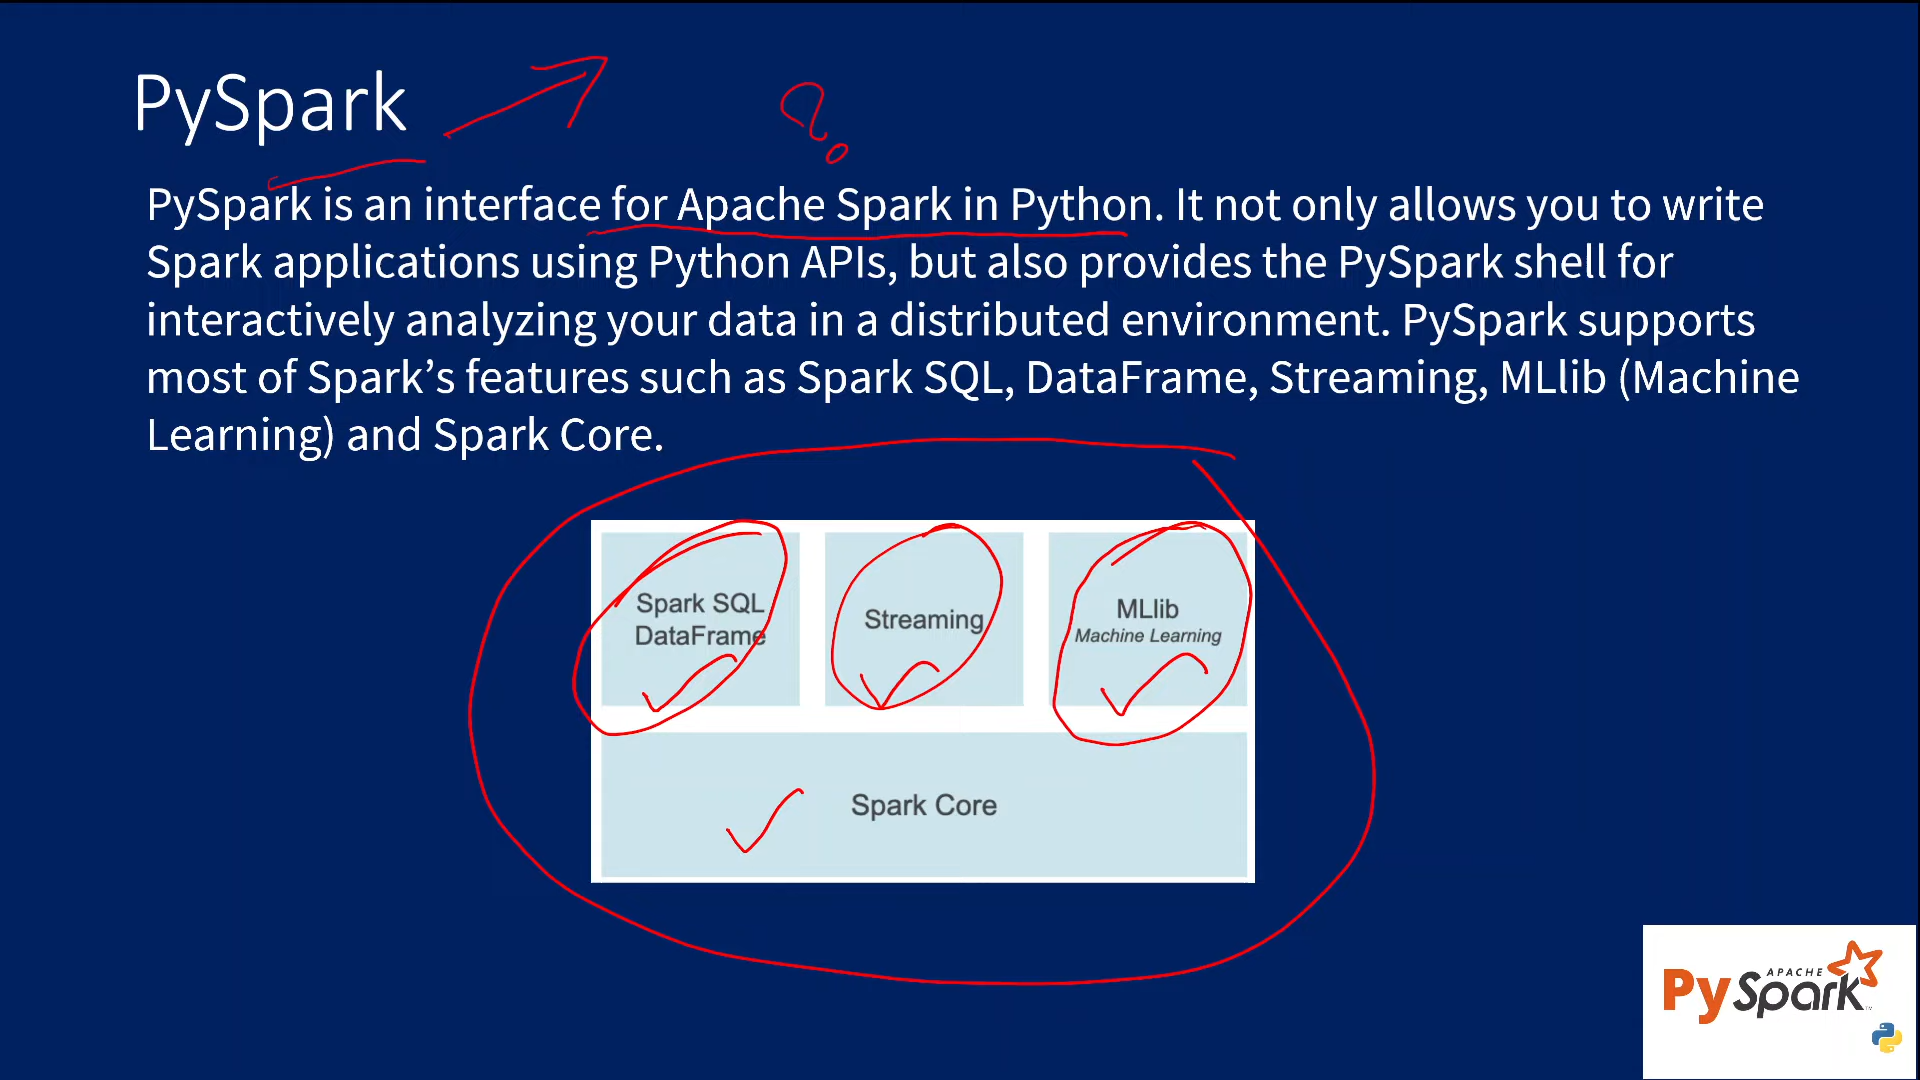 PySpark
?
PySpark is an interface for Apache Spark in Python. It not only allows you to write
Spark applications using Python APIs, but also provides the PySpark shell for
interactively analyzing your data in a distributed environment. PySpark supports
most of Spark’s features such as Spark SQL, DataFrame, Streaming, MLlib (Machine
Learning) and Spark Core.
Spark SQL
DataFrame
Streaming
MLlib
Machine Learning
Spark Core
APACHE
PySpark